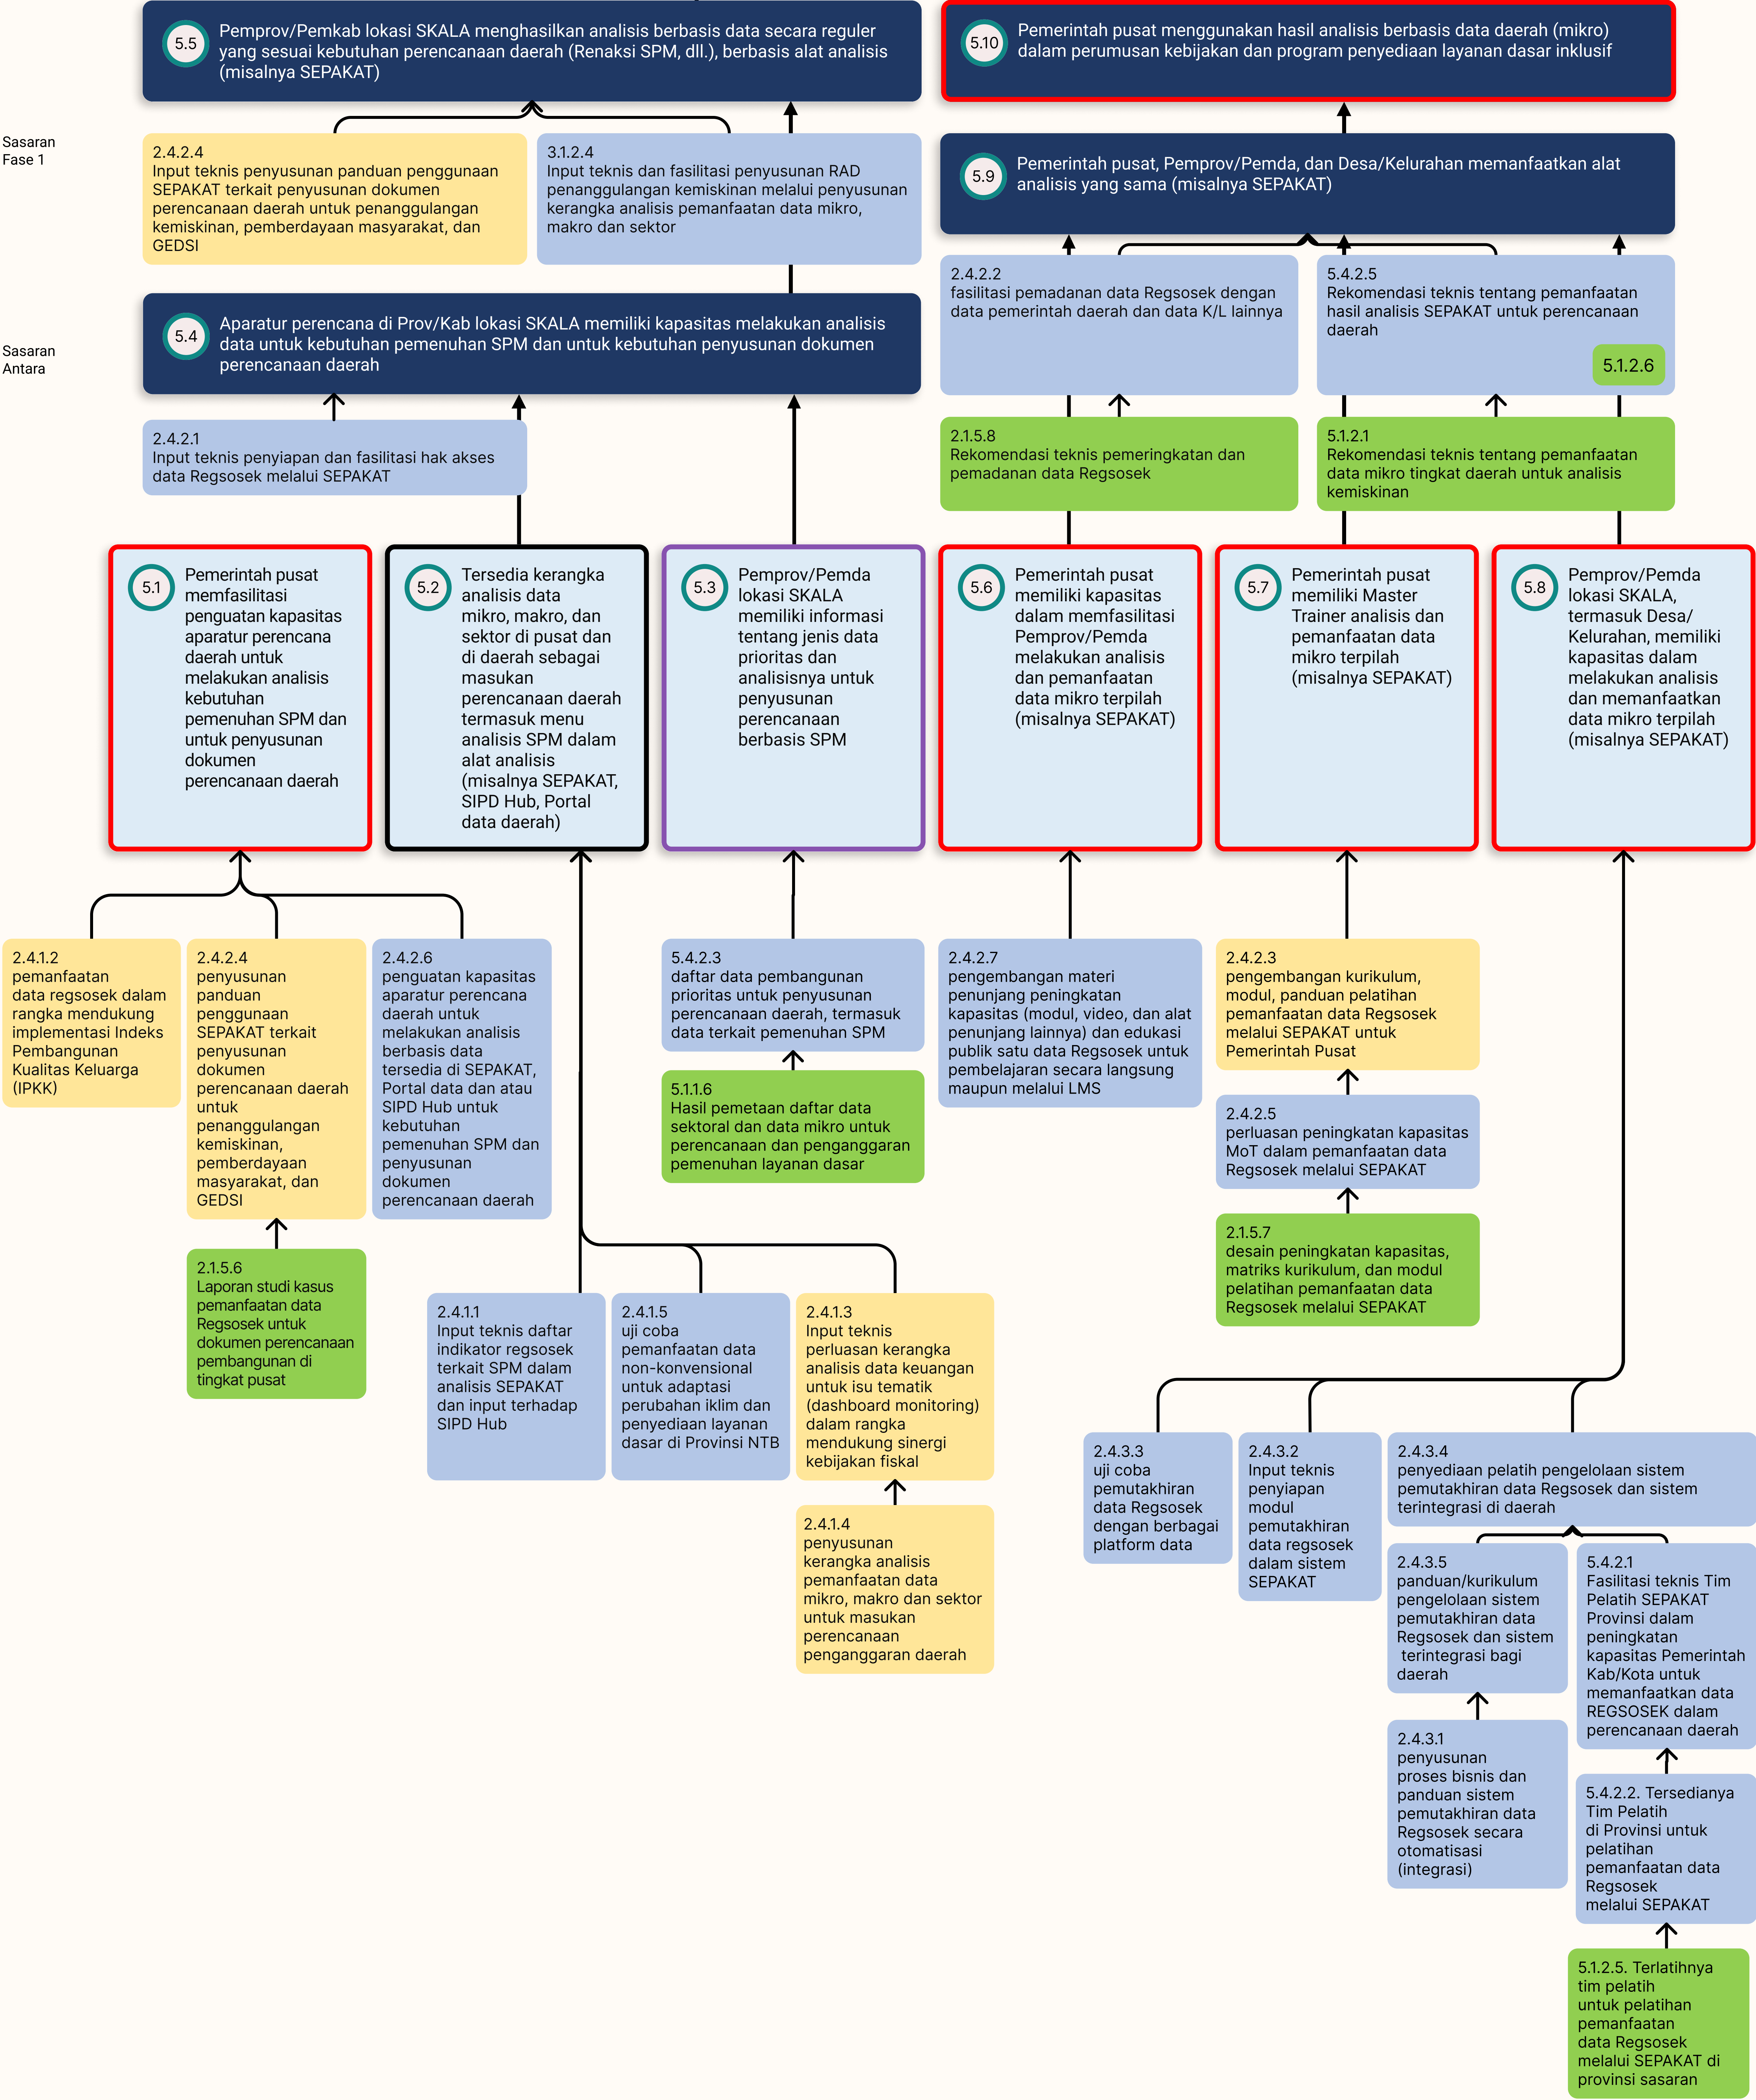 5.5
Pemprov/Pemkab lokasi SKALA menghasilkan analisis berbasis data secara reguler
yang sesuai kebutuhan perencanaan daerah (Renaksi SPM, dll.), berbasis alat analisis
(misalnya SEPAKAT)
5.10
Pemerintah pusat menggunakan hasil analisis berbasis data daerah (mikro)
dalam perumusan kebijakan dan program penyediaan layanan dasar inklusif
Sasaran
Fase 1
2.4.2.4
Input teknis penyusunan panduan penggunaan
SEPAKAT terkait penyusunan dokumen
perencanaan daerah untuk penanggulangan
kemiskinan, pemberdayaan masyarakat, dan
GEDSI
3.1.2.4
Input teknis dan fasilitasi penyusunan RAD
penanggulangan kemiskinan melalui penyusunan
kerangka analisis pemanfaatan data mikro,
makro dan sektor
5.9
Pemerintah pusat, Pemprov/Pemda, dan Desa/Kelurahan memanfaatkan alat
analisis yang sama (misalnya SEPAKAT)
2.4.2.2
fasilitasi pemadanan data Regsosek dengan
data pemerintah daerah dan data K/L lainnya
5.4.2.5
Rekomendasi teknis tentang pemanfaatan
hasil analisis SEPAKAT untuk perencanaan
daerah
5.1.2.6
Sasaran
Antara
5.4
Aparatur perencana di Prov/Kab lokasi SKALA memiliki kapasitas melakukan analisis
data untuk kebutuhan pemenuhan SPM dan untuk kebutuhan penyusunan dokumen
perencanaan daerah
2.4.2.1
Input teknis penyiapan dan fasilitasi hak akses
data Regsosek melalui SEPAKAT
2.1.5.8
Rekomendasi teknis pemeringkatan dan
pemadanan data Regsosek
5.1.2.1
Rekomendasi teknis tentang pemanfaatan
data mikro tingkat daerah untuk analisis
kemiskinan
5.1
Pemerintah pusat
memfasilitasi
penguatan kapasitas
aparatur perencana
daerah untuk
melakukan analisis
kebutuhan
pemenuhan SPM dan
untuk penyusunan
dokumen
perencanaan daerah
5.2
Tersedia kerangka
analisis data
mikro, makro, dan
sektor di pusat dan
di daerah sebagai
masukan
perencanaan daerah
termasuk menu
analisis SPM dalam
alat analisis
(misalnya SEPAKAT,
SIPD Hub, Portal
data daerah)
5.3
Pemprov/Pemda
lokasi SKALA
memiliki informasi
tentang jenis data
prioritas dan
analisisnya untuk
penyusunan
perencanaan
berbasis SPM
5.6
Pemerintah pusat
memiliki kapasitas
dalam memfasilitasi
Pemprov/Pemda
melakukan analisis
dan pemanfaatan
data mikro terpilah
(misalnya SEPAKAT)
5.7
Pemerintah pusat
memiliki Master
Trainer analisis dan
pemanfaatan data
mikro terpilah
(misalnya SEPAKAT)
5.8
Pemprov/Pemda
lokasi SKALA,
termasuk Desa/
Kelurahan, memiliki
kapasitas dalam
melakukan analisis
dan memanfaatkan
data mikro terpilah
(misalnya SEPAKAT)
2.4.1.2
pemanfaatan
data regsosek dalam
rangka mendukung
implementasi Indeks
Pembangunan
Kualitas Keluarga
(IPKK)
2.4.2.4
penyusunan
panduan
penggunaan
SEPAKAT terkait
penyusunan
dokumen
perencanaan daerah
untuk
penanggulangan
kemiskinan,
pemberdayaan
masyarakat, dan
GEDSI
2.4.2.6
penguatan kapasitas
aparatur perencana
daerah untuk
melakukan analisis
berbasis data
tersedia di SEPAKAT,
Portal data dan atau
SIPD Hub untuk
kebutuhan
pemenuhan SPM dan
penyusunan
dokumen
perencanaan daerah
5.4.2.3
daftar data pembangunan
prioritas untuk penyusunan
perencanaan daerah, termasuk
data terkait pemenuhan SPM
5.1.1.6
Hasil pemetaan daftar data
sektoral dan data mikro untuk
perencanaan dan penganggaran
pemenuhan layanan dasar
2.4.2.7
pengembangan materi
penunjang peningkatan
kapasitas (modul, video, dan alat
penunjang lainnya) dan edukasi
publik satu data Regsosek untuk
pembelajaran secara langsung
maupun melalui LMS
2.4.2.3
pengembangan kurikulum,
modul, panduan pelatihan
pemanfaatan data Regsosek
melalui SEPAKAT untuk
Pemerintah Pusat
2.4.2.5
perluasan peningkatan kapasitas
MoT dalam pemanfaatan data
Regsosek melalui SEPAKAT
2.1.5.7
desain peningkatan kapasitas,
matriks kurikulum, dan modul
pelatihan pemanfaatan data
Regsosek melalui SEPAKAT
2.1.5.6
Laporan studi kasus
pemanfaatan data
Regsosek untuk
dokumen perencanaan
pembangunan di
tingkat pusat
2.4.1.1
Input teknis daftar
indikator regsosek
terkait SPM dalam
analisis SEPAKAT
dan input terhadap
SIPD Hub
2.4.1.5
uji coba
pemanfaatan data
non-konvensional
untuk adaptasi
perubahan iklim dan
penyediaan layanan
dasar di Provinsi NTB
2.4.1.3
Input teknis
perluasan kerangka
analisis data keuangan
untuk isu tematik
(dashboard monitoring)
dalam rangka
mendukung sinergi
kebijakan fiskal
2.4.1.4
penyusunan
kerangka analisis
pemanfaatan data
mikro, makro dan sektor
untuk masukan
perencanaan
penganggaran daerah
2.4.3.3
uji coba
pemutakhiran
data Regsosek
dengan berbagai
platform data
2.4.3.2
Input teknis
penyiapan
modul
pemutakhiran
data regsosek
dalam sistem
SEPAKAT
2.4.3.4
penyediaan pelatih pengelolaan sistem
pemutakhiran data Regsosek dan sistem
terintegrasi di daerah
2.4.3.5
panduan/kurikulum
pengelolaan sistem
pemutakhiran data
Regsosek dan sistem
terintegrasi bagi
daerah
5.4.2.1
Fasilitasi teknis Tim
Pelatih SEPAKAT
Provinsi dalam
peningkatan
kapasitas Pemerintah
Kab/Kota untuk
memanfaatkan data
REGSOSEK dalam
perencanaan daerah
2.4.3.1
penyusunan
proses bisnis dan
panduan sistem
pemutakhiran data
Regsosek secara
otomatisasi
(integrasi)
5.4.2.2. Tersedianya
Tim Pelatih
di Provinsi untuk
pelatihan
pemanfaatan data
Regsosek
melalui SEPAKAT
5.1.2.5. Terlatihnya
tim pelatih
untuk pelatihan
pemanfaatan
data Regsosek
melalui SEPAKAT di
provinsi sasaran